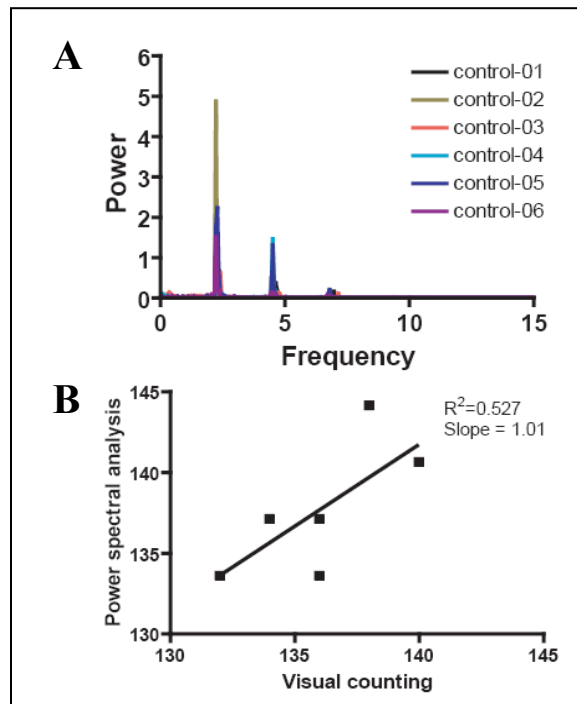 A
6
5
4
3
2
1
0
Power
0 5 10 15
Frequency
control-01
control-02
control-03
control-04
control-05
control-06
B
145
140
135
130
Power spectral analysis
130 135 140 145
Visual counting
R²=0.527
Slope = 1.01